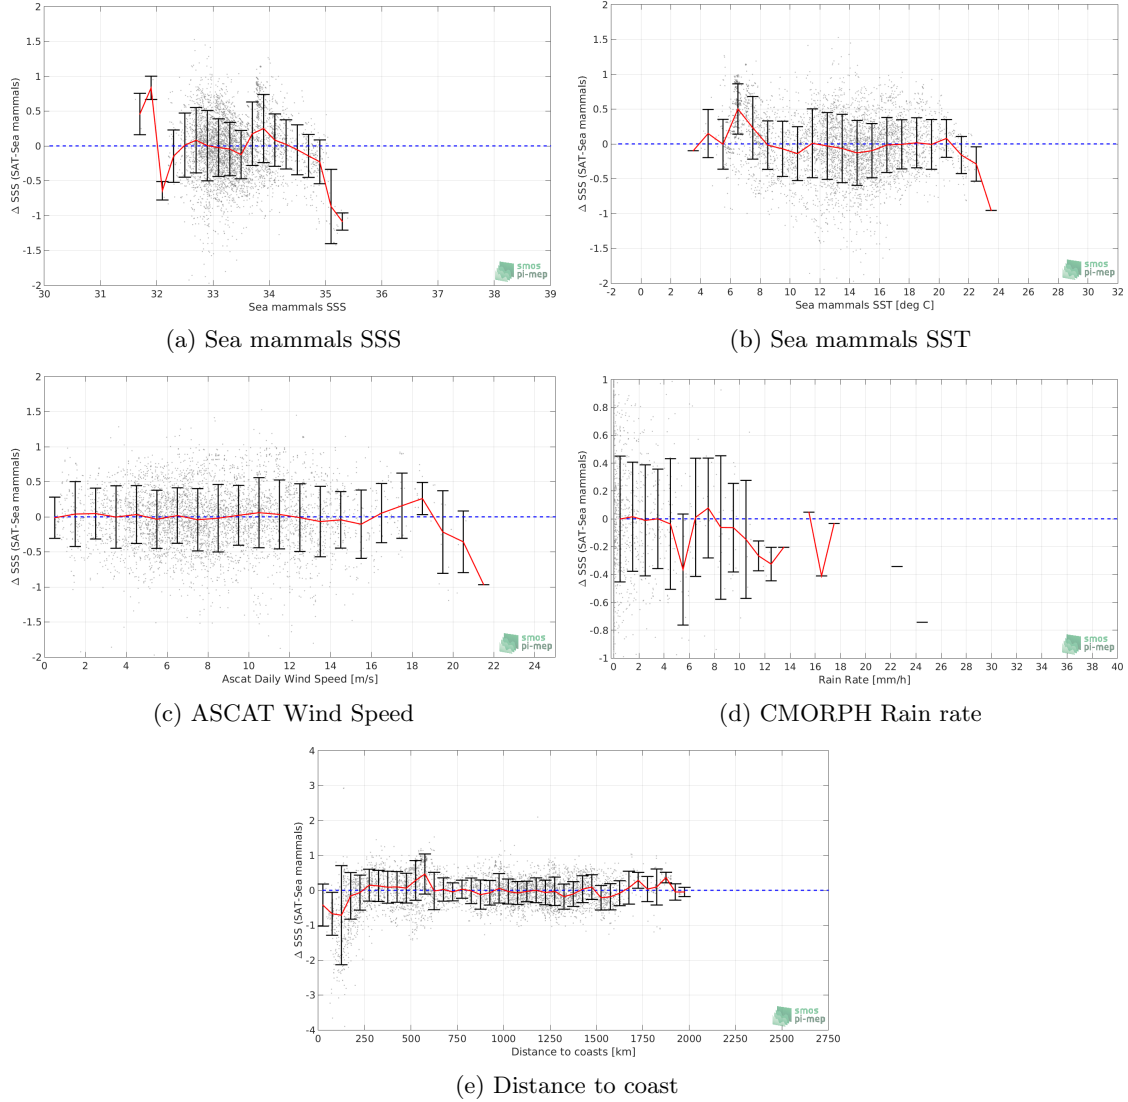 2
1.5
1
0.5
0
-0.5
-1
-1.5
-2
Δ SSS (SAT-Sea mammals)
30 31 32 33 34 35 36 37 38 39
Sea mammals SSS
smos
pi-mep
(a) Sea mammals SSS
2
1.5
1
0.5
0
-0.5
-1
-1.5
-2
Δ SSS (SAT-Sea mammals)
-2 0 2 4 6 8 10 12 14 16 18 20 22 24 26 28 30 32
Sea mammals SST [deg C]
smos
pi-mep
(b) Sea mammals SST
2
1.5
1
0.5
0
-0.5
-1
-1.5
-2
Δ SSS (SAT-Sea mammals)
0 2 4 6 8 10 12 14 16 18 20 22 24
Ascat Daily Wind Speed [m/s]
smos
pi-mep
(c) ASCAT Wind Speed
1
0.8
0.6
0.4
0.2
0
-0.2
-0.4
-0.6
-0.8
-1
Δ SSS (SAT-Sea mammals)
0 2 4 6 8 10 12 14 16 18 20 22 24 26 28 30 32 34 36 38 40
Rain Rate [mm/h]
smos
pi-mep
(d) CMORPH Rain rate
4
3
2
1
0
-1
-2
-3
-4
Δ SSS (SAT-Sea mammals)
0 250 500 750 1000 1250 1500 1750 2000 2250 2500 2750
Distance to coasts [km]
smos
pi-mep
(e) Distance to coast